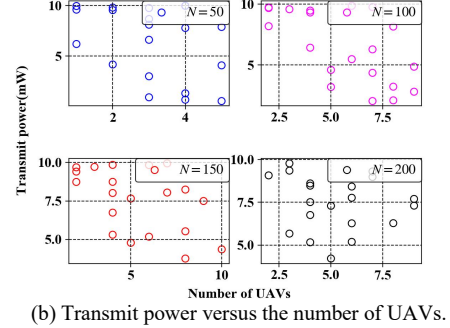 N=50
N=100
5
5
2
4
2.5
5.0
7.5
Transmit power(mW)
N=150
N=200
10.0
7.5
5.0
10.0
7.5
5.0
5
10
2.5
5.0
7.5
Number of UAVs
(b) Transmit power versus the number of UAVs.